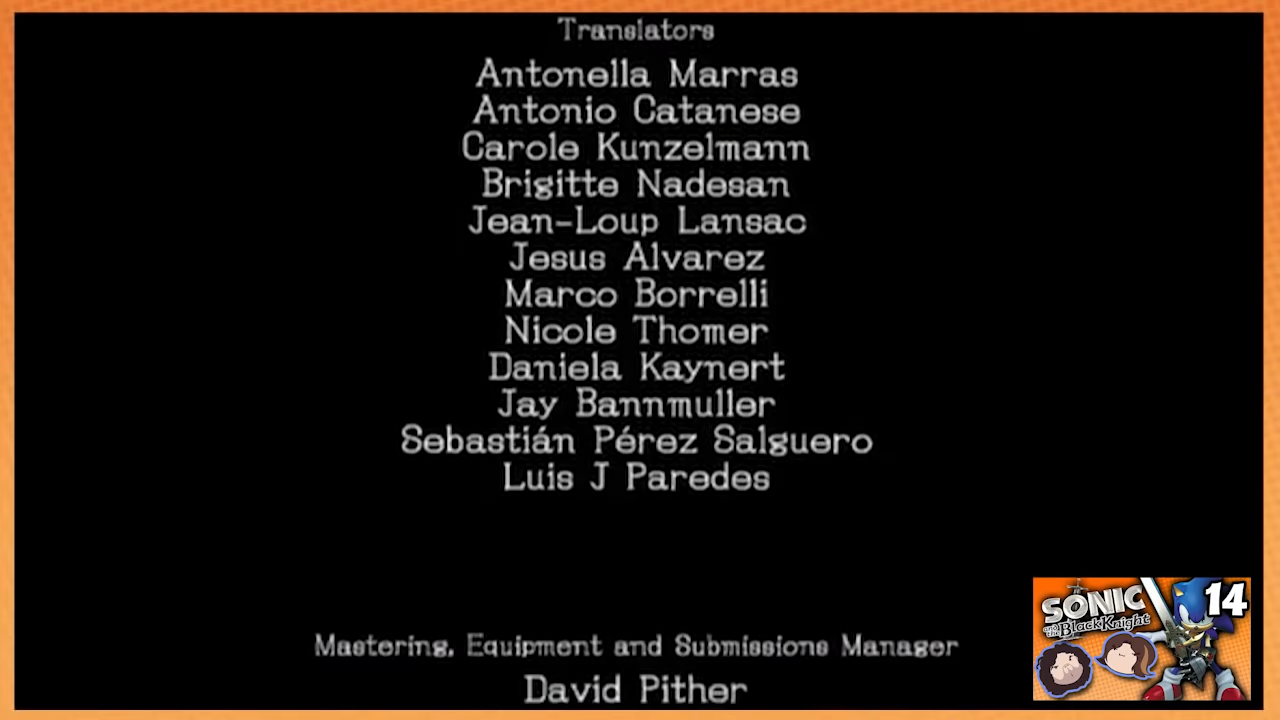 Translators
Antonella Marras
Antonio Catanese
Carole Kunzelmann
Brigitte Nadesan
Jean-Loup Lansac
Jesus Alvarez
Marco Borrelli
Nicole Thomer
Daniela Kaynert
Jay Bannmuller
Sebastián Pérez Salguero
Luis J Paredes
Mastering, Equipment and Submissions Manager
David Pither
SONIC
and the Black Knight
14